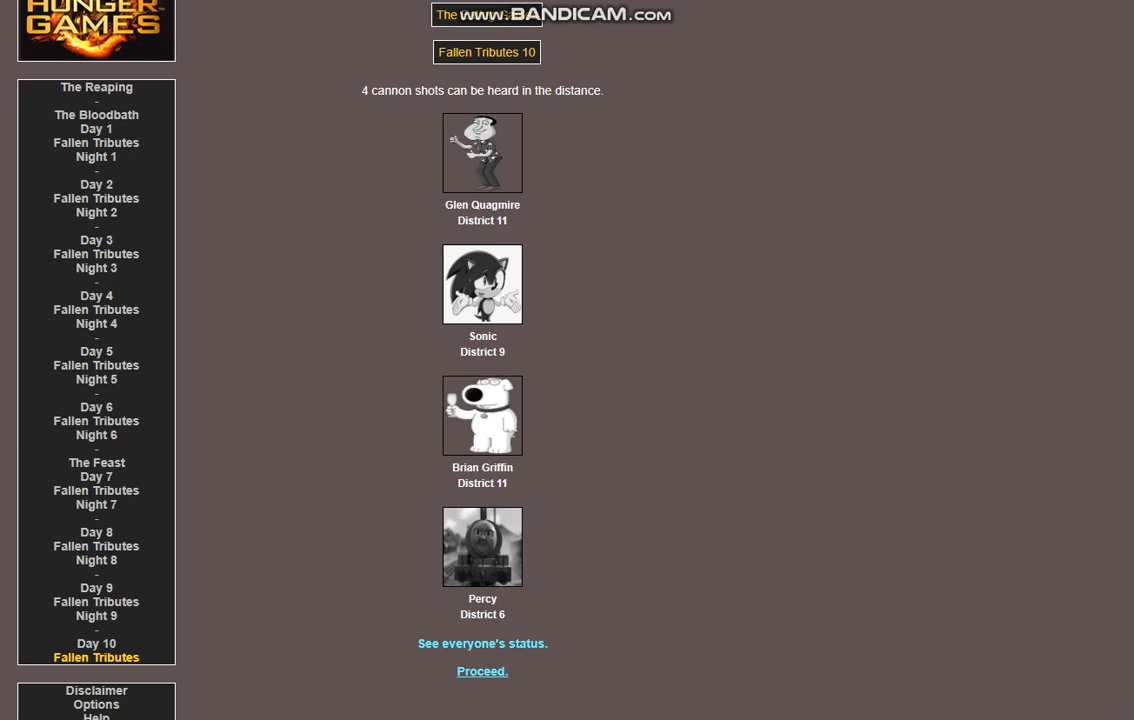 HUNGER
GAMES
The
www.BANDICAM.com
Fallen Tributes 10
4 cannon shots can be heard in the distance.
Glen Quagmire
District 11
Sonic
District 9
Brian Griffin
District 11
Percy
District 6
See everyone's status.
Proceed.
The Reaping
-
The Bloodbath
Day 1
Fallen Tributes
Night 1
-
Day 2
Fallen Tributes
Night 2
-
Day 3
Fallen Tributes
Night 3
-
Day 4
Fallen Tributes
Night 4
-
Day 5
Fallen Tributes
Night 5
-
Day 6
Fallen Tributes
Night 6
-
The Feast
Day 7
Fallen Tributes
Night 7
-
Day 8
Fallen Tributes
Night 8
-
Day 9
Fallen Tributes
Night 9
-
Day 10
Fallen Tributes
Disclaimer
Options
Help